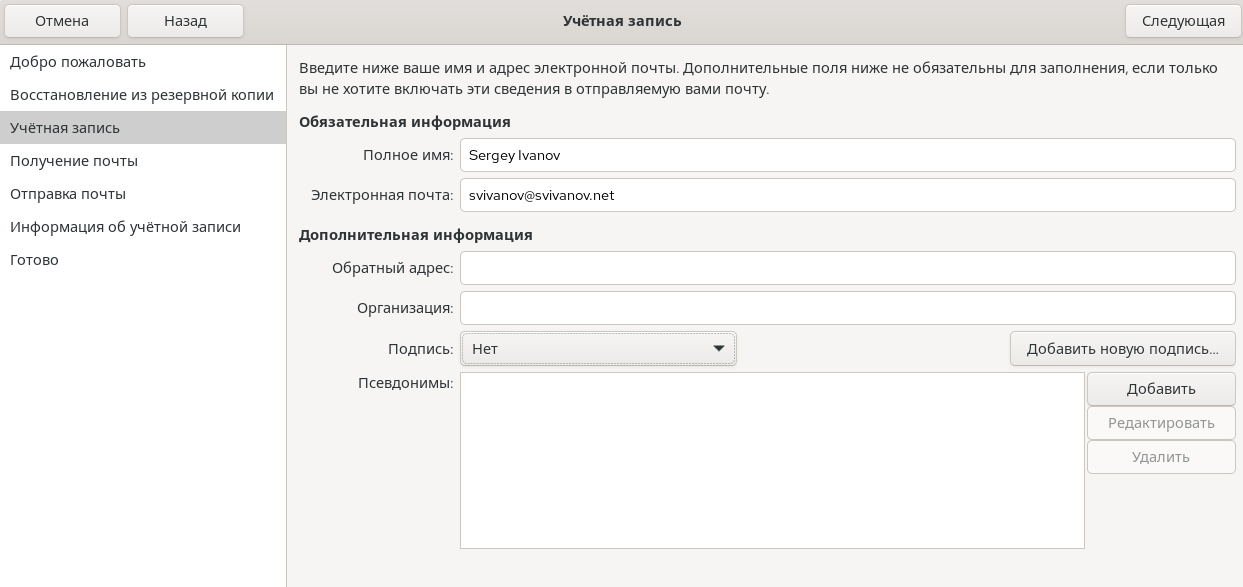 Отмена
Назад
Учётная запись
Следующая
Добро пожаловать
Восстановление из резервной копии
Учётная запись
Получение почты
Отправка почты
Информация об учётной записи
Готово
Введите ниже ваше имя и адрес электронной почты. Дополнительные поля ниже не обязательны для заполнения, если только
вы не хотите включать эти сведения в отправляемую вами почту.
Обязательная информация
Полное имя: Sergey Ivanov
Электронная почта: svivanov@svivanov.net
Дополнительная информация
Обратный адрес:
Организация:
Подпись: Нет
Добавить новую подпись...
Псевдонимы:
Добавить
Редактировать
Удалить